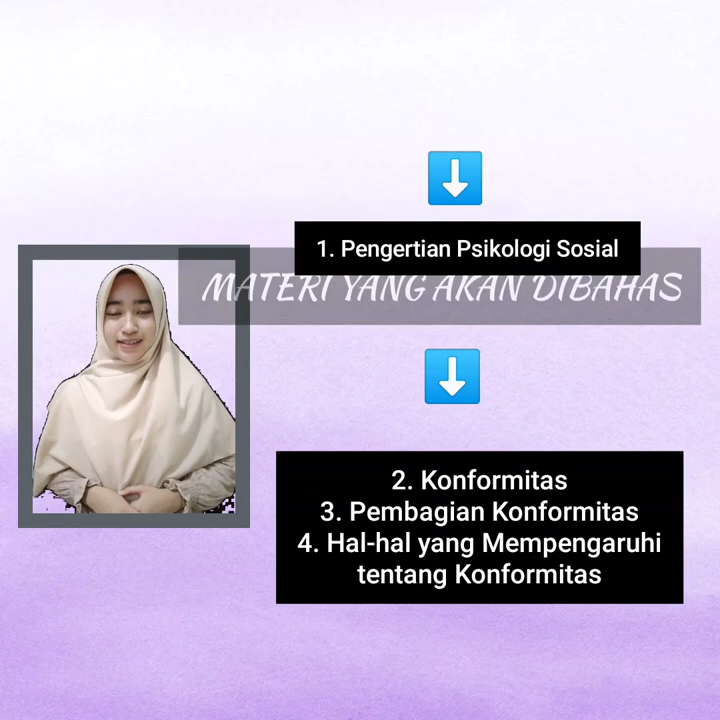 1. Pengertian Psikologi Sosial
MATERI YANG AKAN DIBAHAS
2. Konformitas
3. Pembagian Konformitas
4. Hal-hal yang Mempengaruhi
tentang Konformitas